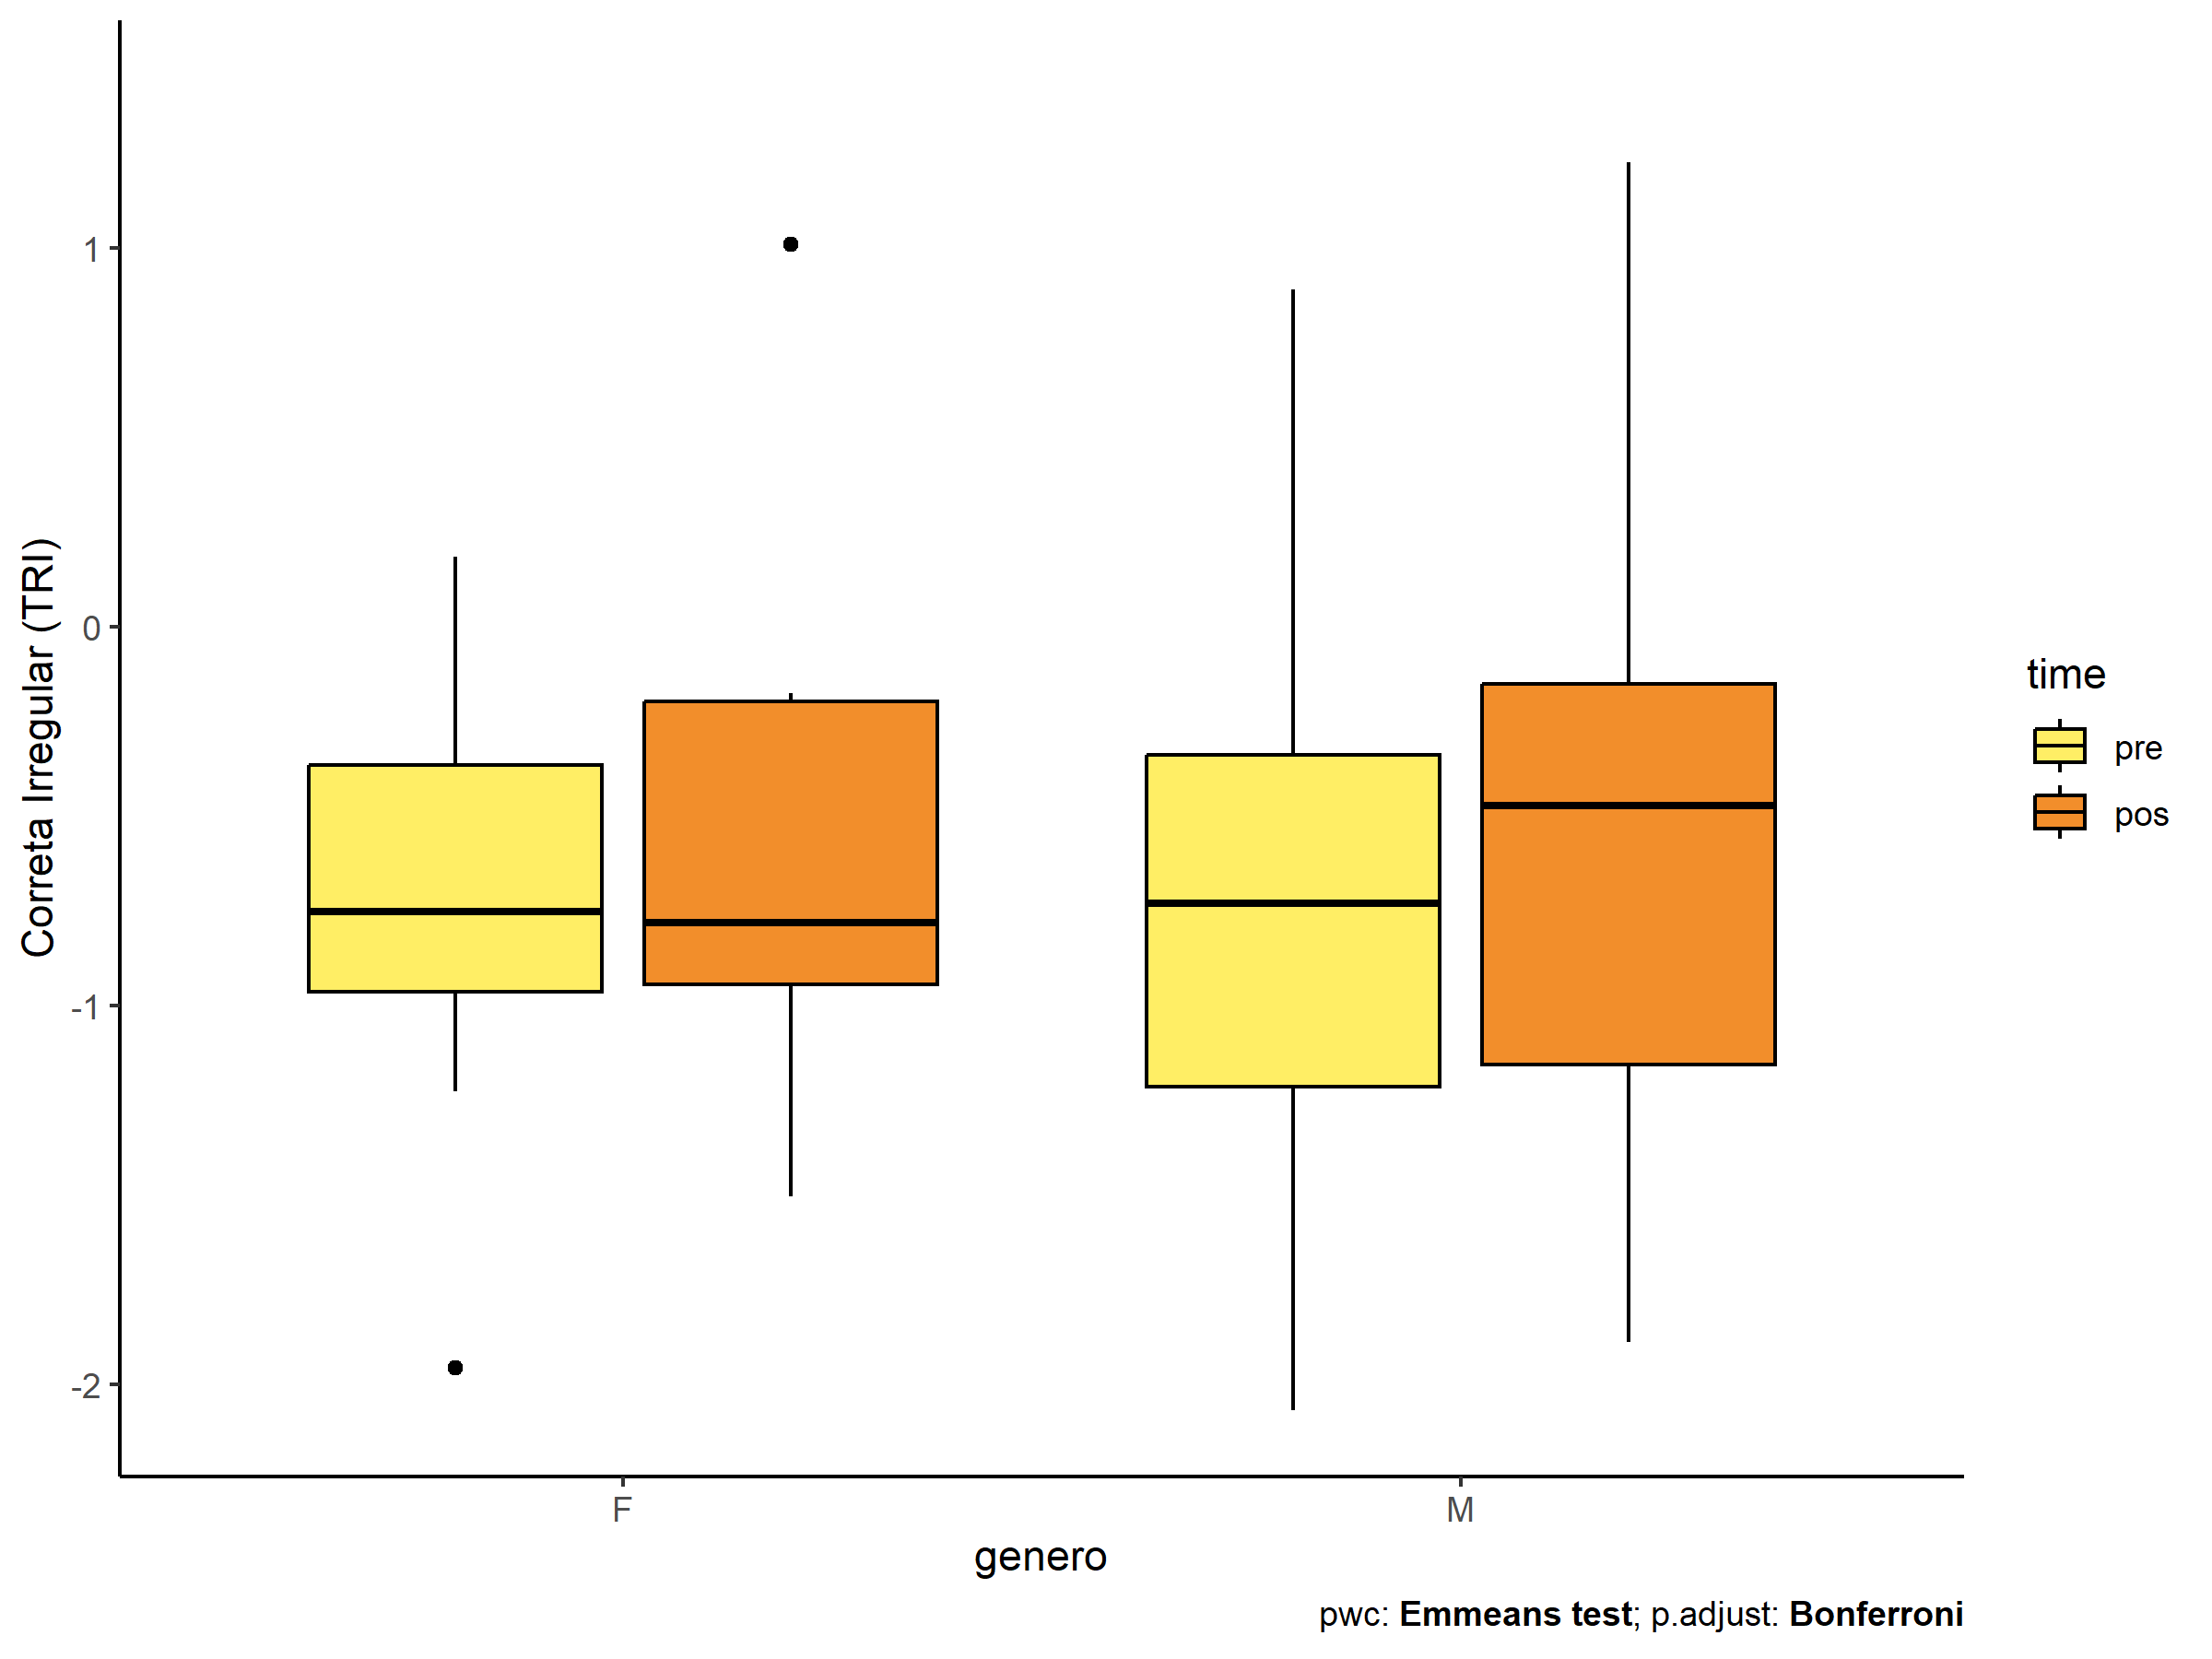 Correta Irregular (TRI)
1
0
-1
-2
F
M
genero
time
pre
pos
pwc: Emmeans test; p.adjust: Bonferroni